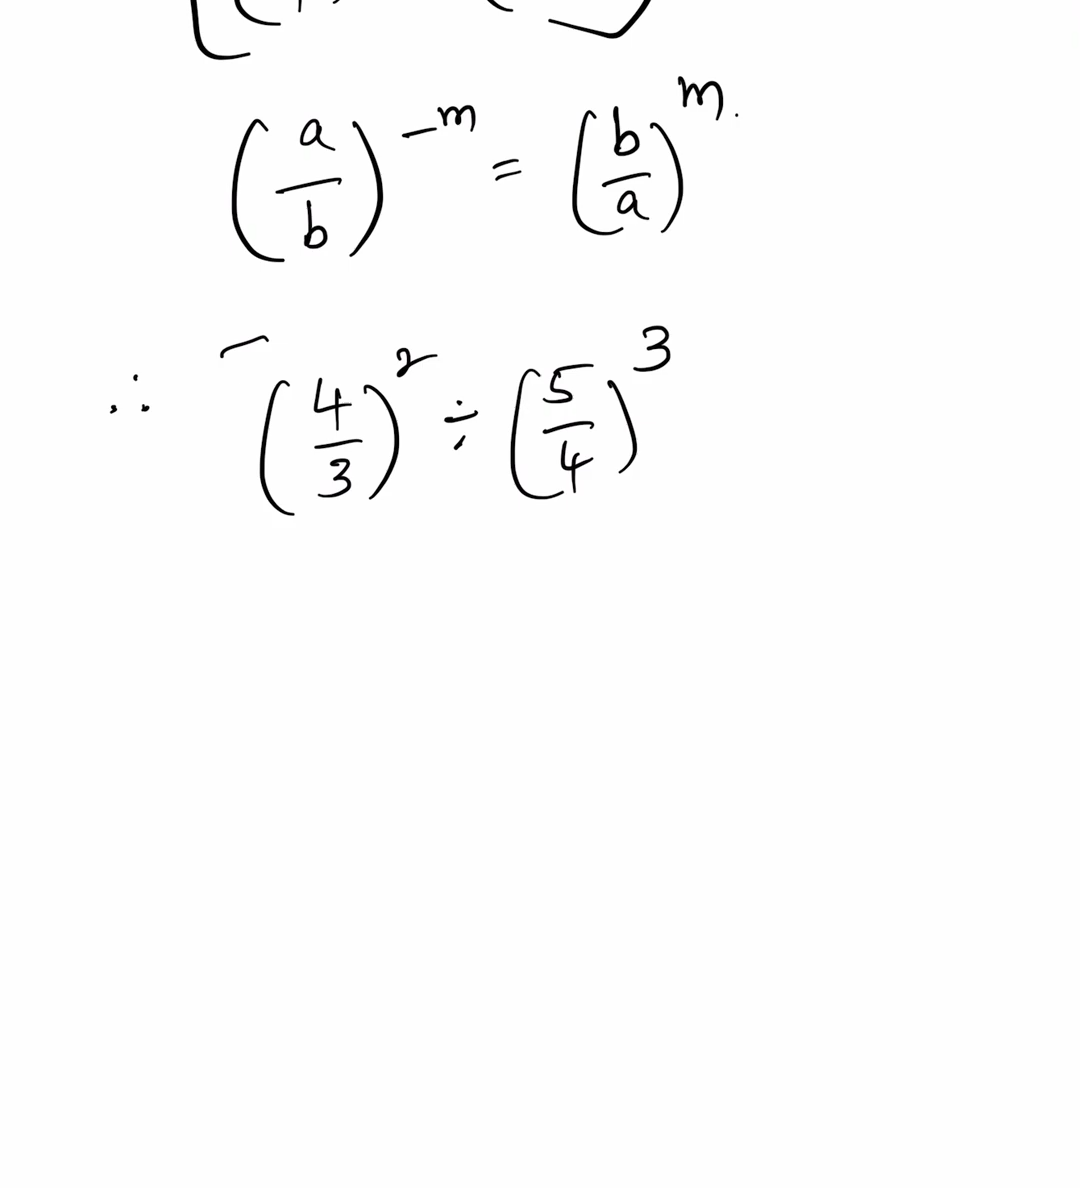 (a/b)^-m = (b/a)^m.
∴ (4/3)^2 ÷ (5/4)^3